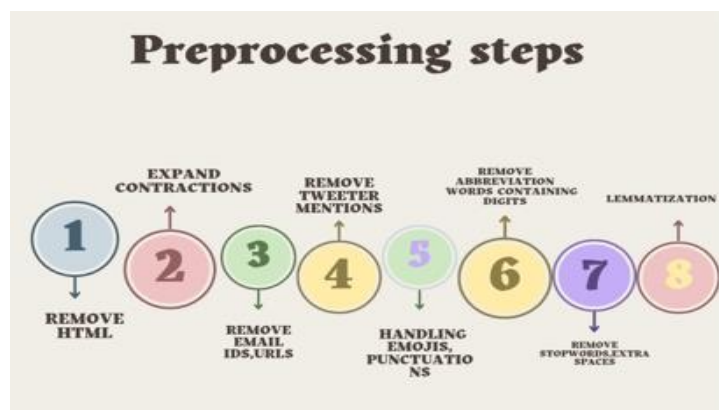 Preprocessing steps
1
REMOVE
HTML
EXPAND
CONTRACTIONS
2
3
REMOVE
EMAIL
IDS,URLS
REMOVE
TWEETER
MENTIONS
4
5
HANDLING
EMOJIS,
PUNCTUATIO
NS
REMOVE
ABBREVIATION
WORDS CONTAINING
DIGITS
6
7
REMOVE
STOPWORDS,EXTRA
SPACES
LEMMATIZATION
8